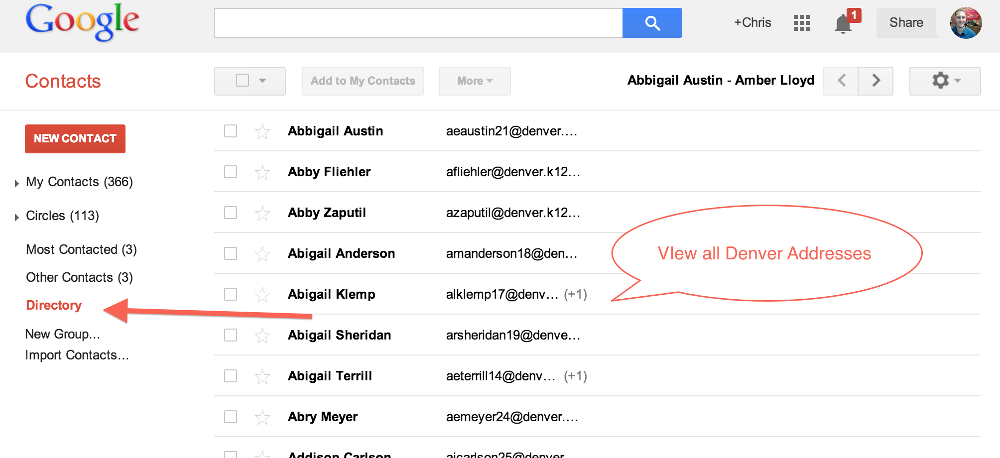 Google
+Chris
1
Share
Contacts
Add to My Contacts
More
Abbigail Austin - Amber Lloyd
NEW CONTACT
My Contacts (366)
Circles (113)
Most Contacted (3)
Other Contacts (3)
Directory
New Group...
Import Contacts...
Abbigail Austin aeaustin21@denver....
Abby Fliehler afliehler@denver.k12...
Abby Zaputil azaputil@denver.k12...
Abigail Anderson amanderson18@den...
Abigail Klemp alklemp17@denv... (+1)
Abigail Sheridan arsheridan19@denve...
Abigail Terrill aeterrill14@denv... (+1)
Abry Meyer aemeyer24@denver....
Addison Carlson
VIew all Denver Addresses